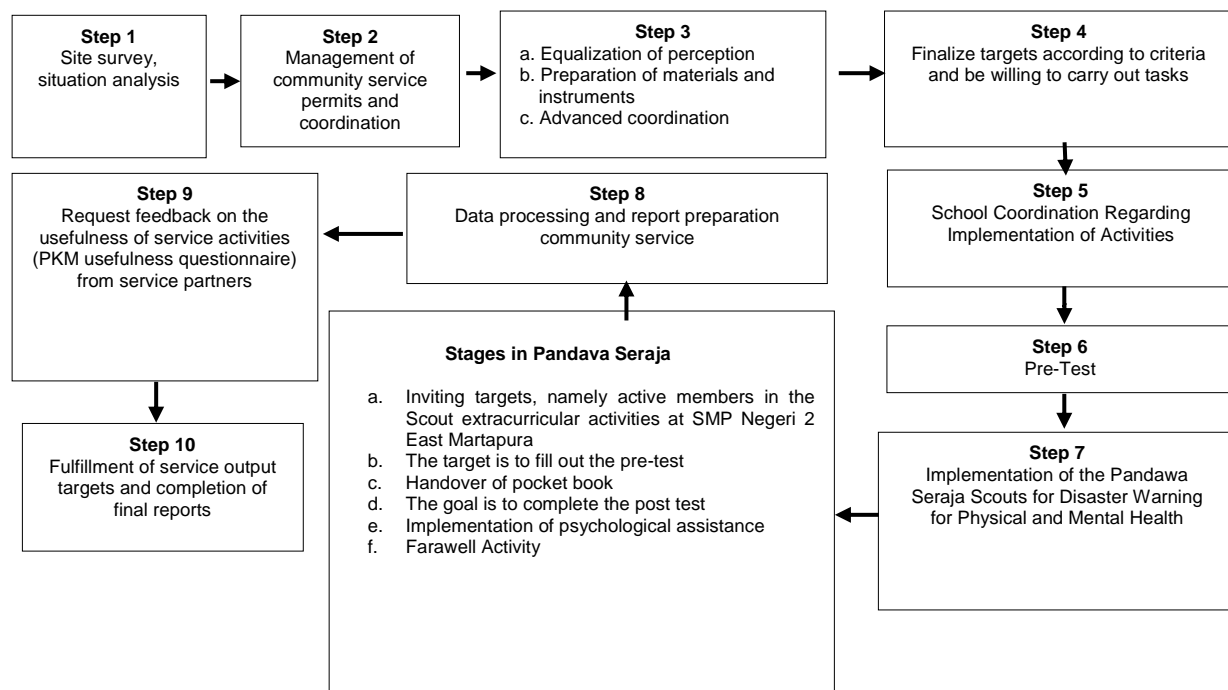 Step 1
Site survey,
situation analysis
Step 2
Management of
community service
permits and
coordination
Step 3
a. Equalization of perception
b. Preparation of materials and
instruments
c. Advanced coordination
Step 4
Finalize targets according to criteria
and be willing to carry out tasks
Step 5
School Coordination Regarding
Implementation of Activities
Step 6
Pre-Test
Step 7
Implementation of the Pandawa
Seraja Scouts for Disaster Warning
for Physical and Mental Health
Stages in Pandava Seraja
a. Inviting targets, namely active members in the
Scout extracurricular activities at SMP Negeri 2
East Martapura
b. The target is to fill out the pre-test
c. Handover of pocket book
d. The goal is to complete the post test
e. Implementation of psychological assistance
f. Farawell Activity
Step 8
Data processing and report preparation
community service
Step 9
Request feedback on the
usefulness of service activities
(PKM usefulness questionnaire)
from service partners
Step 10
Fulfillment of service output
targets and completion of
final reports